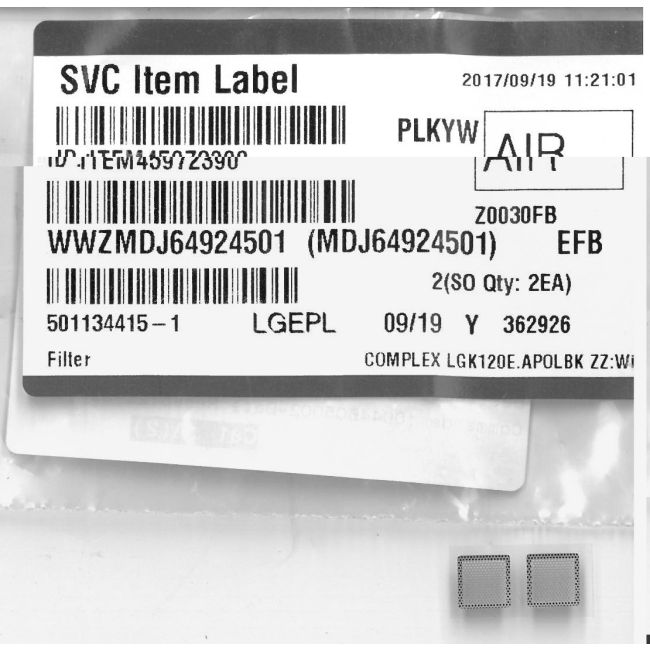 SVC Item Label
2017/09/19 11:21:01
PLKYW AIR
Z0030FB
WWZMDJ64924501 (MDJ64924501) EFB
2(SO Qty: 2EA)
501134415-1 LGEPL 09/19 Y 362926
Filter COMPLEX LGK120E.APOLBK ZZ:Wi